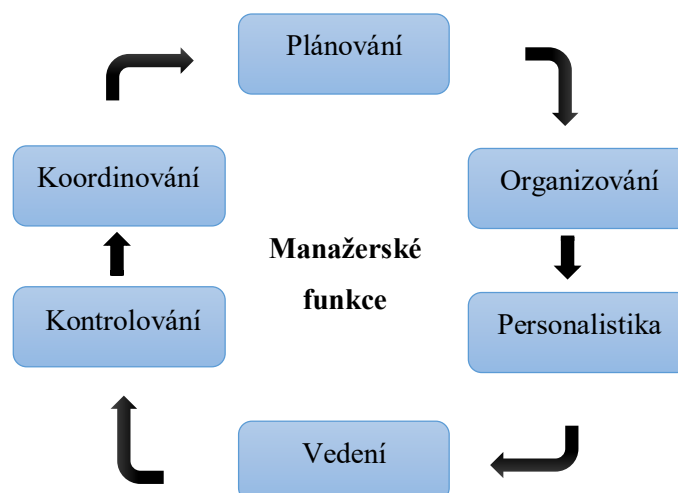 Plánování
Koordinování
Organizování
Manažerské
funkce
Kontrolování
Personalistika
Vedení